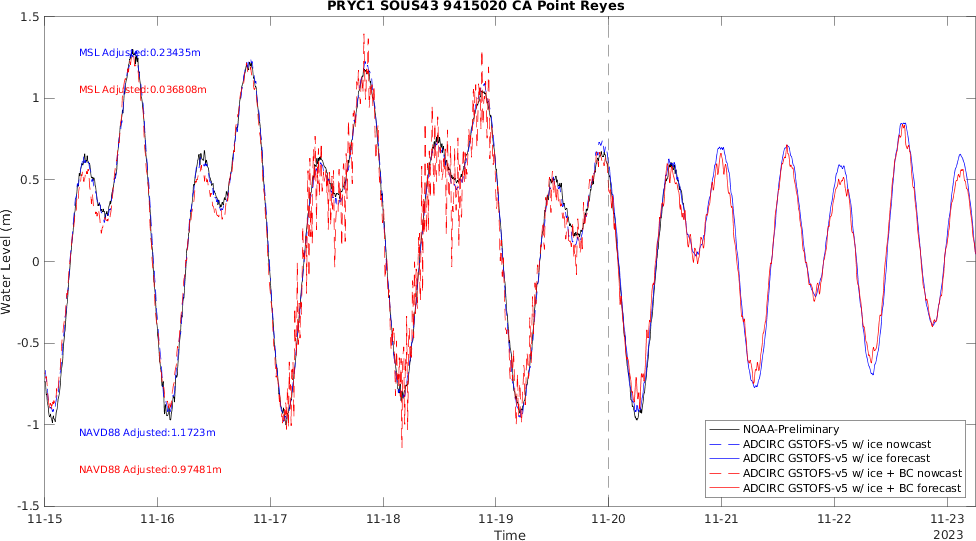 PRYC1 SOUS43 9415020 CA Point Reyes
1.5
1
0.5
0
-0.5
-1
-1.5
Water Level (m)
MSL Adjusted:0.23435m
MSL Adjusted:0.036808m
NAVD88 Adjusted:1.1723m
NAVD88 Adjusted:0.97481m
NOAA-Preliminary
ADCIRC GSTOFS-v5 w/ ice nowcast
ADCIRC GSTOFS-v5 w/ ice forecast
ADCIRC GSTOFS-v5 w/ ice + BC nowcast
ADCIRC GSTOFS-v5 w/ ice + BC forecast
11-15 11-16 11-17 11-18 11-19 11-20 11-21 11-22 11-23
Time
2023